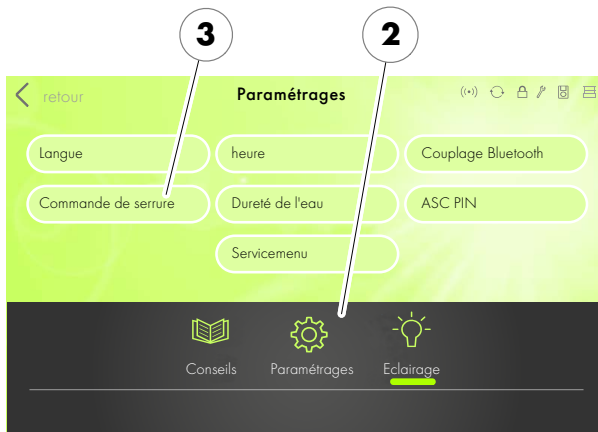 3 2
retour Paramétrages
Langue heure Couplage Bluetooth
Commande de serrure Dureté de l'eau ASC PIN
Servicemenu
Conseils Paramétrages Eclairage